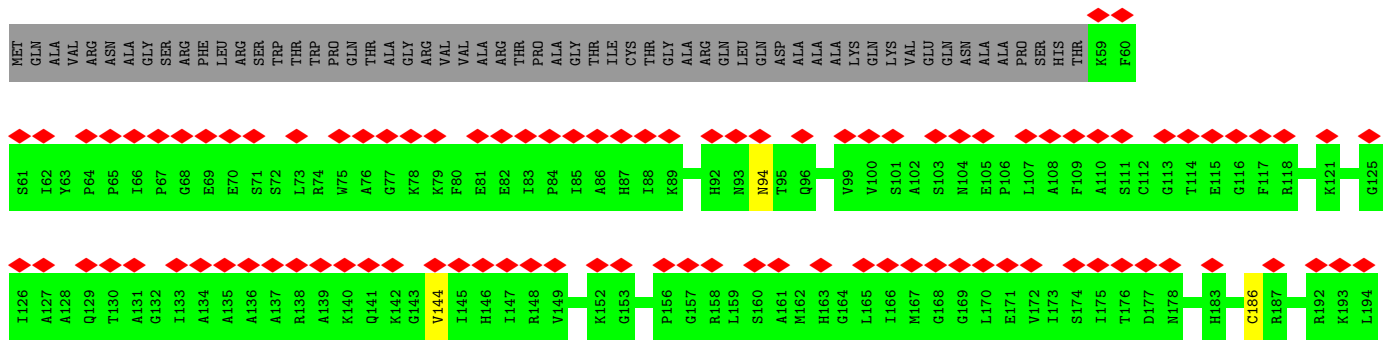 MET GLN ALA VAL ARG ASN ALA GLY SER ARG PHE LEU ARG SER TRP THR TRP PRO GLN THR ALA GLY ARG VAL VAL ALA ARG THR PRO ALA GLY THR ILE CYS THR GLY ALA ARG GLN LEU GLN ASP ALA ALA ALA LYS GLN LYS VAL GLU GLN ASN ALA ALA PRO SER HIS THR K59 F60
S61 I62 Y63 P64 P65 I66 P67 G68 E69 E70 S71 S72 L73 R74 W75 A76 G77 K78 K79 F80 E81 E82 I83 P84 I85 A86 H87 I88 K89 H92 N93 N94 T95 Q96 V99 V100 S101 A102 S103 N104 E105 P106 L107 A108 F109 A110 S111 C112 G113 T114 E115 G116 F117 R118 K121 G125
I126 A127 A128 Q129 T130 A131 G132 I133 A134 A135 A136 A137 R138 A139 K140 Q141 K142 G143 V144 I145 H146 I147 R148 V149 K152 G153 P156 G157 R158 L159 S160 A161 M162 H163 G164 L165 I166 M167 G168 G169 L170 E171 V172 I173 S174 I175 T176 D177 N178 H183 C186 R187 R192 K193 L194